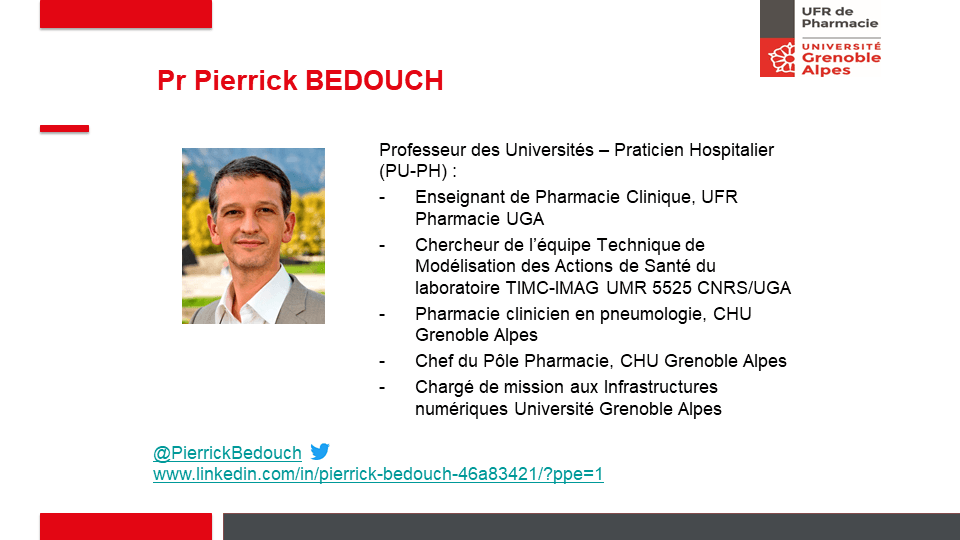 UFR de
Pharmacie
UNIVERSITÉ
Grenoble
Alpes
Pr Pierrick BEDOUCH
Professeur des Universités – Praticien Hospitalier
(PU-PH) :
- Enseignant de Pharmacie Clinique, UFR
Pharmacie UGA
- Chercheur de l’équipe Technique de
Modélisation des Actions de Santé du
laboratoire TIMC-IMAG UMR 5525 CNRS/UGA
- Pharmacie clinicien en pneumologie, CHU
Grenoble Alpes
- Chef du Pôle Pharmacie, CHU Grenoble Alpes
- Chargé de mission aux Infrastructures
numériques Université Grenoble Alpes
@PierrickBedouch
www.linkedin.com/in/pierrick-bedouch-46a83421/?ppe=1